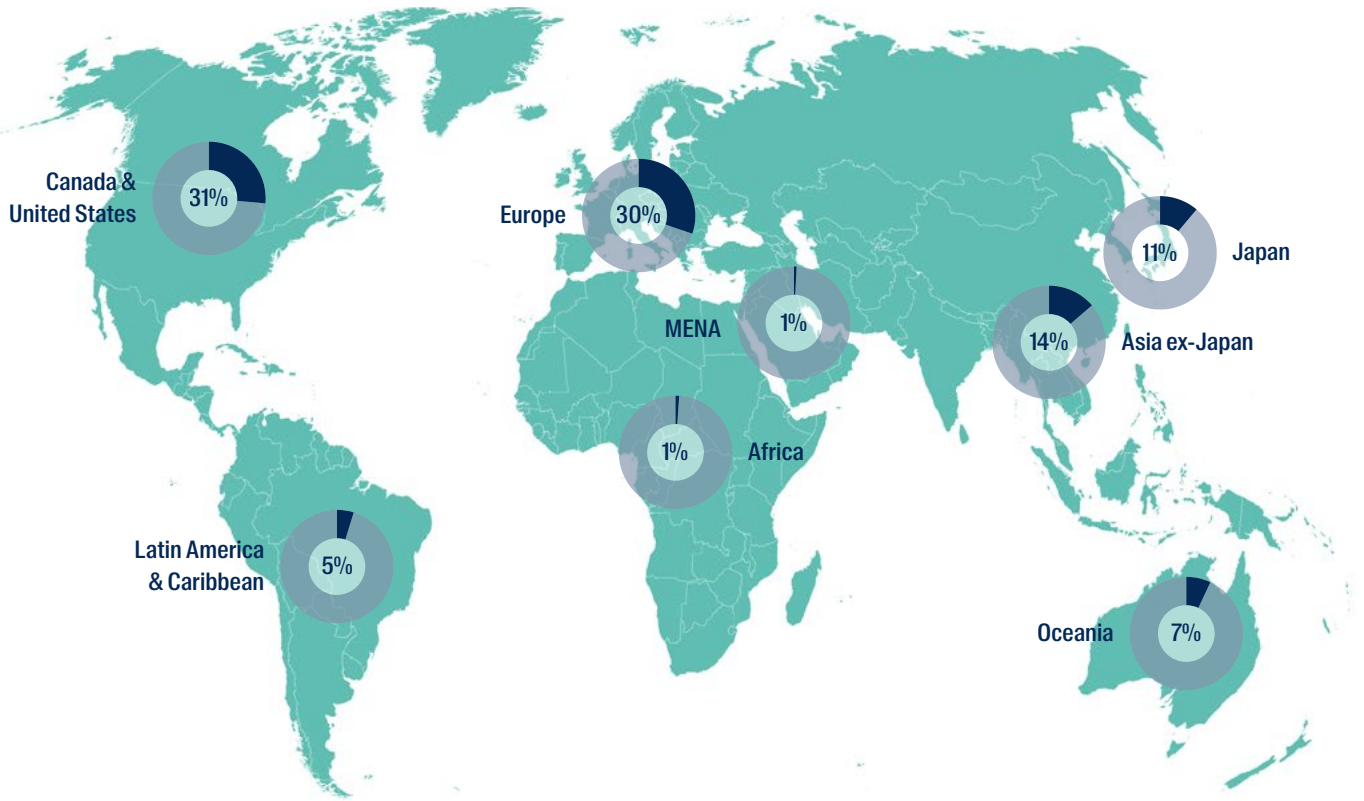 Canada &
United States
31%
Europe
30%
11%
Japan
MENA
1%
14%
Asia ex-Japan
1%
Africa
Latin America
& Caribbean
5%
Oceania
7%